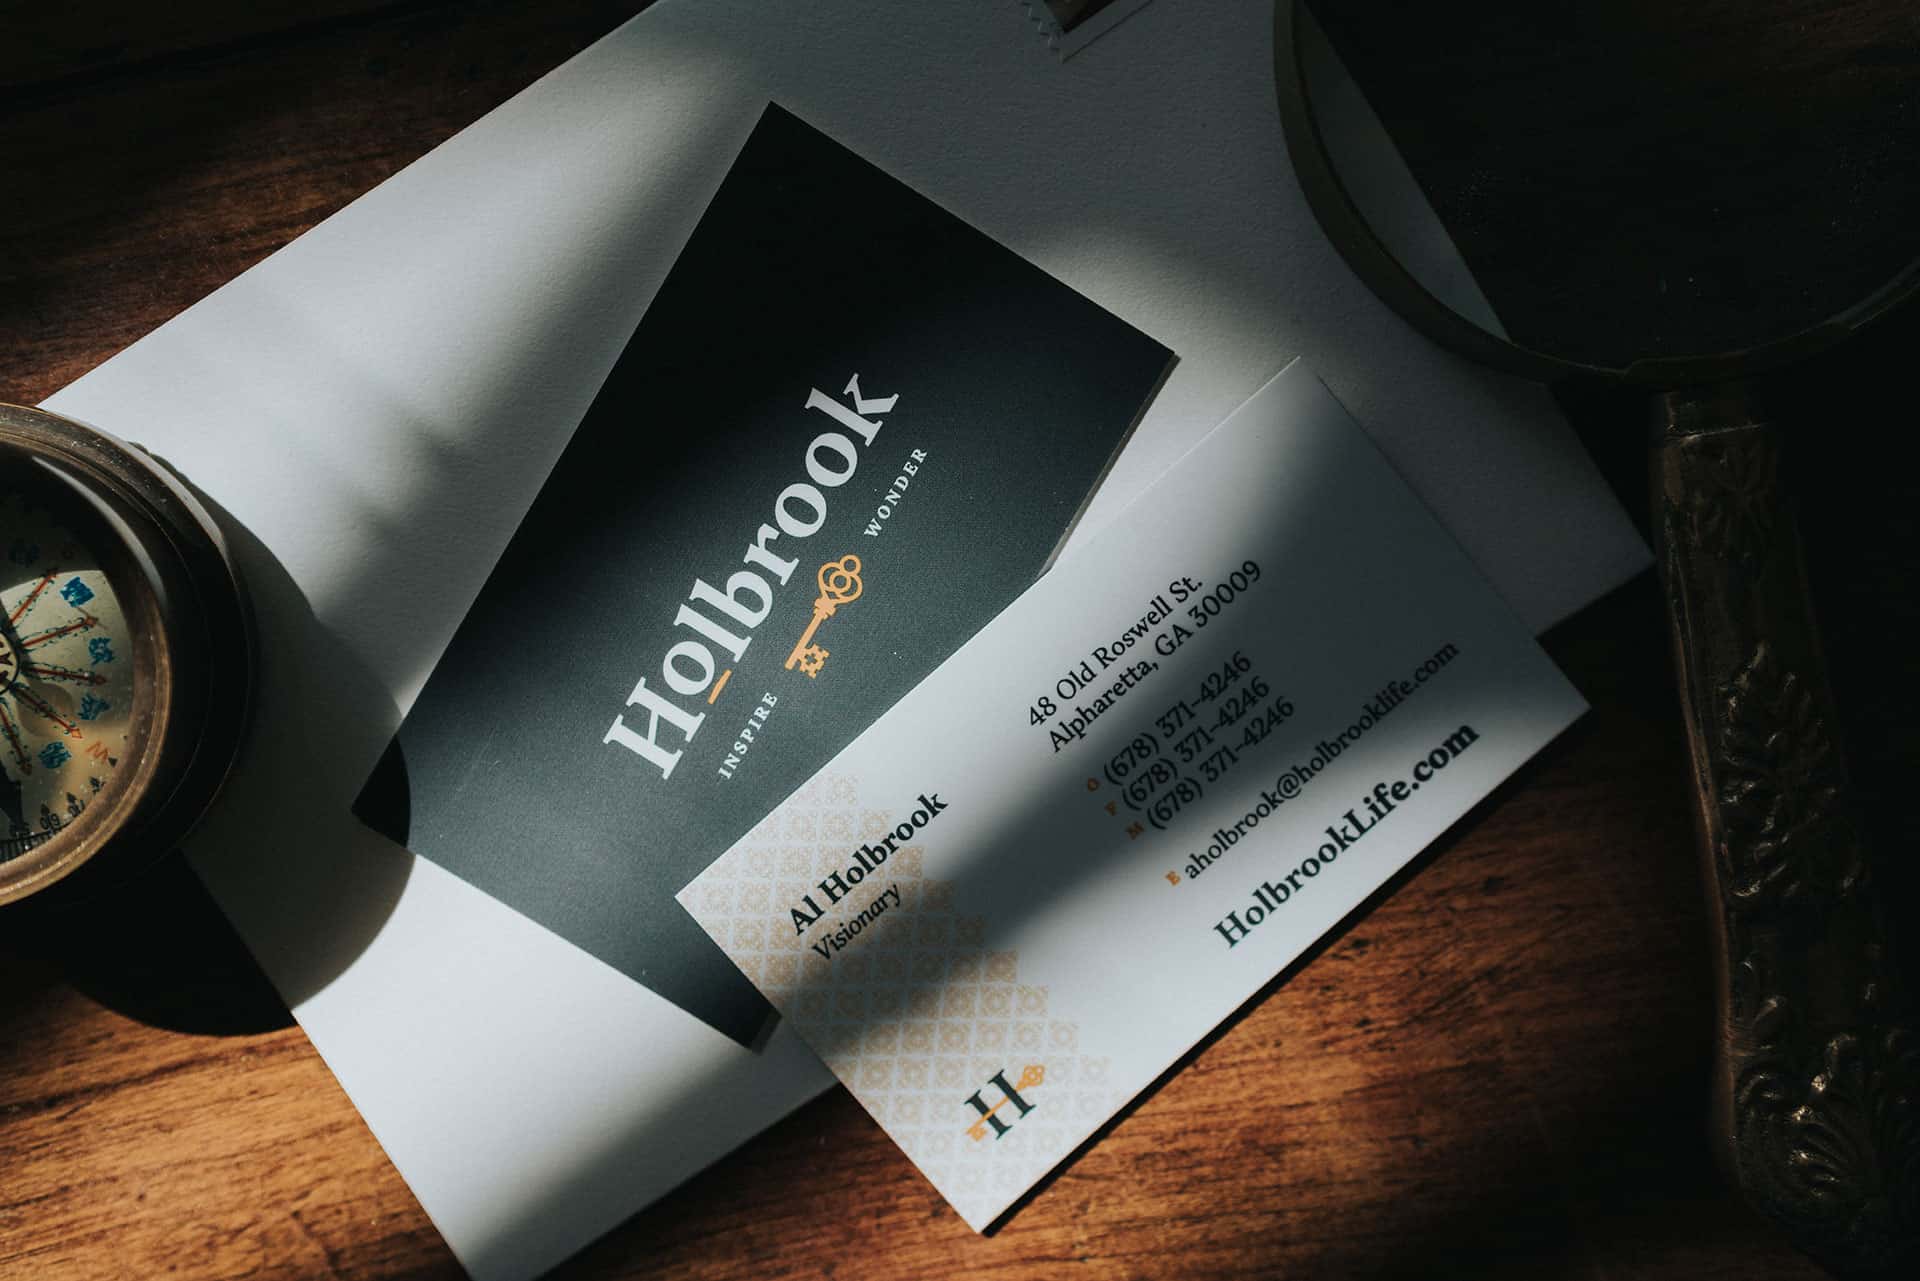 Holbrook
INSPIRE WONDER
48 Old Roswell St.
Alpharetta, GA 30009
O (678) 371-4246
F (678) 371-4246
M (678) 371-4246
E aholbrook@holbrooklife.com
HolbrookLife.com
Al Holbrook
Visionary
H
W